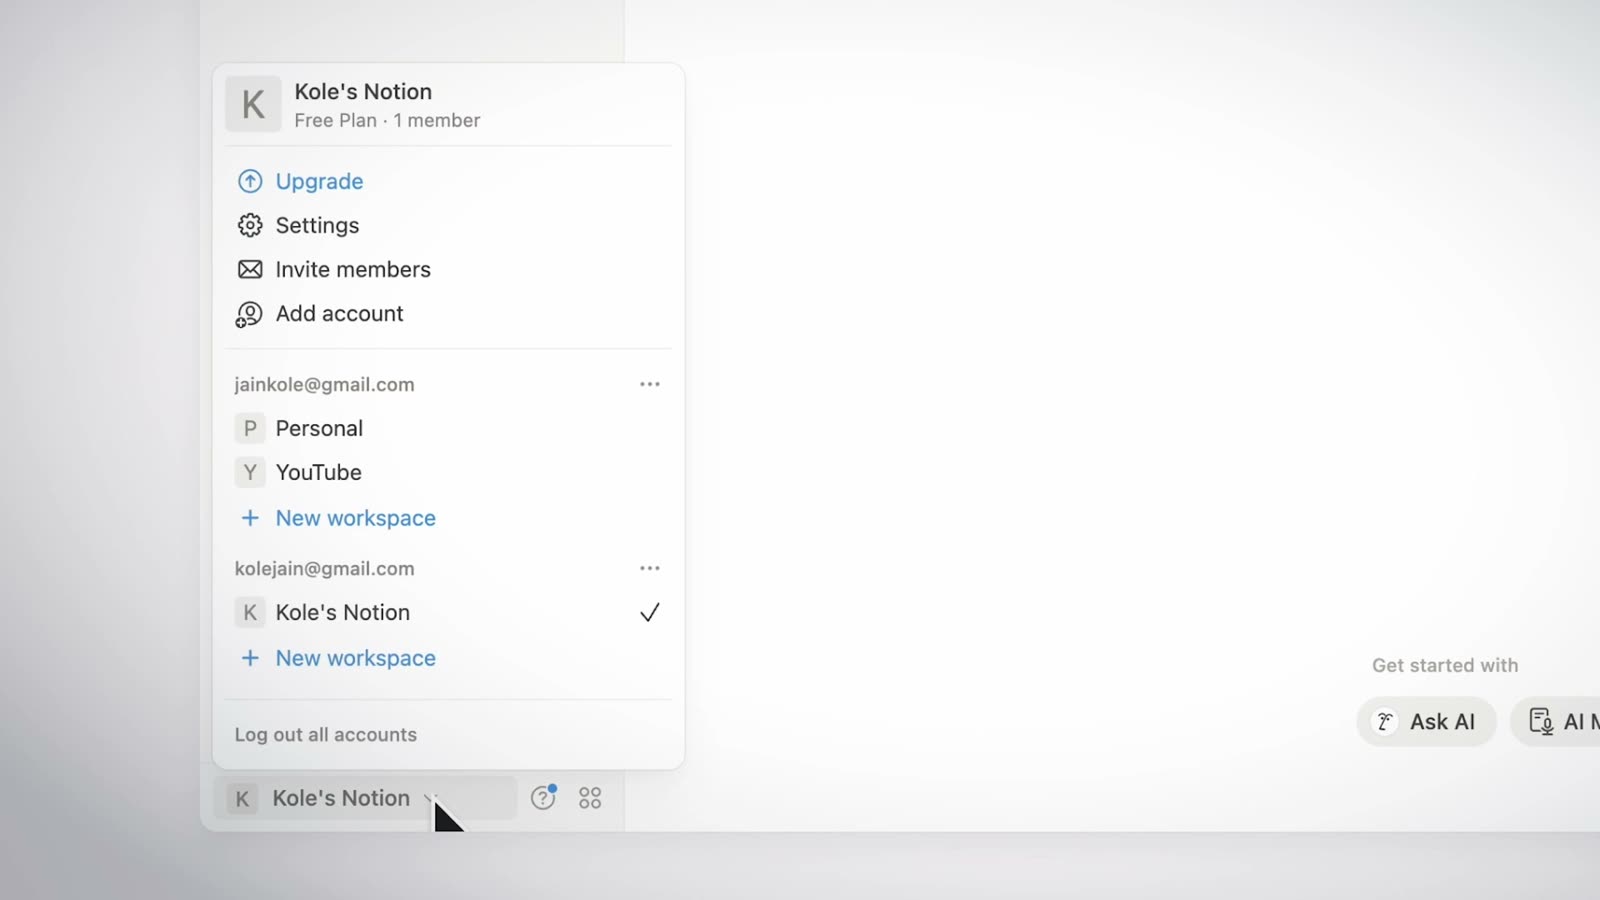 K
Kole's Notion
Free Plan · 1 member
Upgrade
Settings
Invite members
Add account
jainkole@gmail.com
P Personal
Y YouTube
+ New workspace
kolejain@gmail.com
K Kole's Notion
+ New workspace
Log out all accounts
K Kole's Notion
Get started with
Ask AI
AI